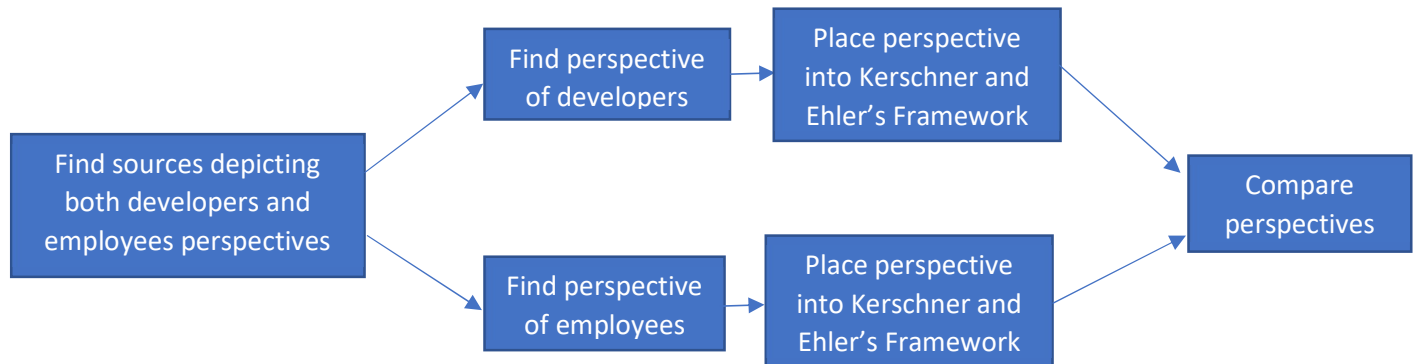 Find sources depicting
both developers and
employees perspectives
Find perspective
of developers
Place perspective
into Kerschner and
Ehler’s Framework
Find perspective
of employees
Place perspective
into Kerschner and
Ehler’s Framework
Compare
perspectives